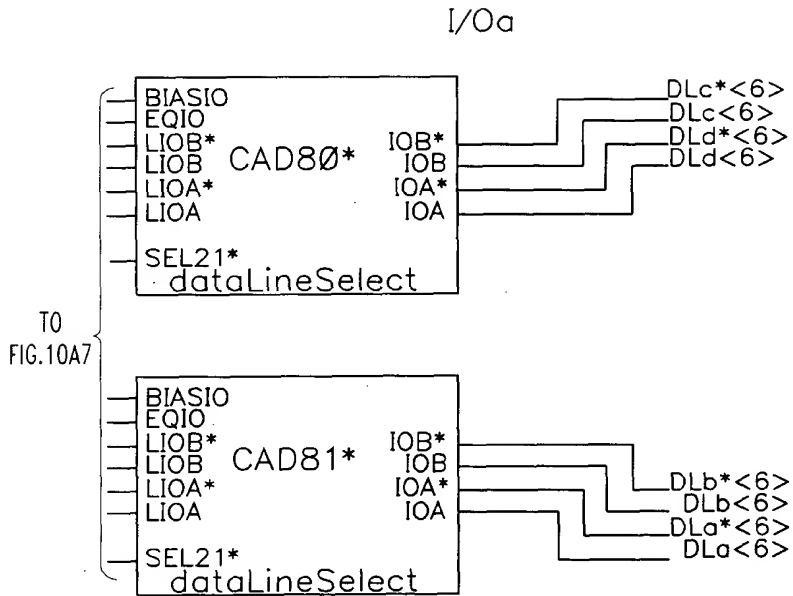 I/Oa
BIASIO
EQIO
LIOB*
LIOB
LIOA*
LIOA
SEL21*
CAD80*
IOB*
IOB
IOA*
IOA
dataLineSelect
DLc*<6>
DLc<6>
DLd*<6>
DLd<6>
TO
FIG.10A7
BIASIO
EQIO
LIOB*
LIOB
LIOA*
LIOA
SEL21*
CAD81*
IOB*
IOB
IOA*
IOA
dataLineSelect
DLb*<6>
DLb<6>
DLa*<6>
DLa<6>